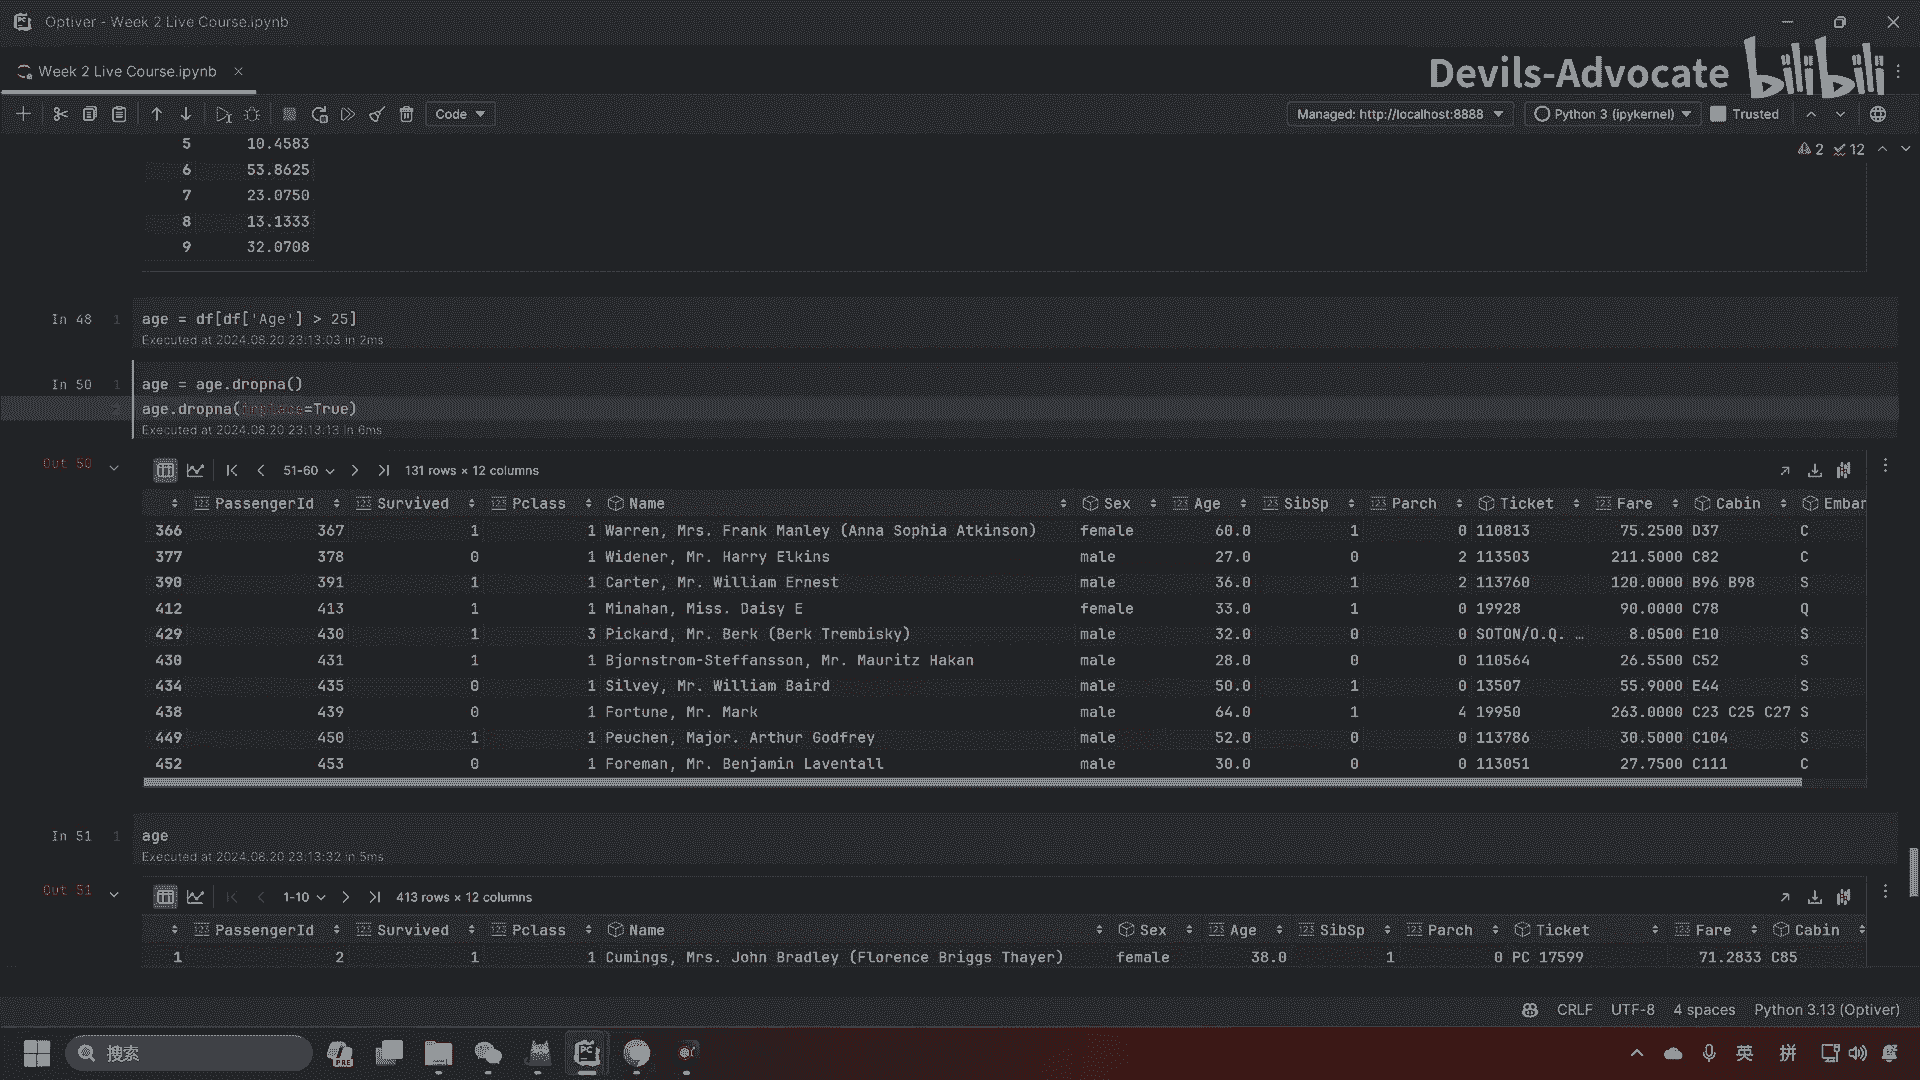 Optiver - Week 2 Live Course.ipynb
Week 2 Live Course.ipynb
Devils-Advocate bilibili
Code
Managed: http://localhost:8888 Python 3 (ipykernel) Trusted
2 12
5 10.4583
6 53.8625
7 23.0750
8 13.1333
9 32.0708
In 48 1 age = df[df['Age'] > 25]
Executed at 2024.08.20 23:13:03 in 2ms
In 50 1 age = age.dropna()
2 age.dropna(inplace=True)
Executed at 2024.08.20 23:13:13 in 6ms
Out 50 51-60 131 rows × 12 columns
PassengerId Survived Pclass Name Sex Age SibSp Parch Ticket Fare Cabin Embar
366 367 1 1 Warren, Mrs. Frank Manley (Anna Sophia Atkinson) female 60.0 1 0 110813 75.2500 D37 C
377 378 0 1 Widener, Mr. Harry Elkins male 27.0 0 2 113503 211.5000 C82 C
390 391 1 1 Carter, Mr. William Ernest male 36.0 1 2 113760 120.0000 B96 B98 S
412 413 1 1 Minahan, Miss. Daisy E female 33.0 1 0 19928 90.0000 C78 Q
429 430 1 3 Pickard, Mr. Berk (Berk Trembisky) male 32.0 0 0 SOTON/O.Q. … 8.0500 E10 S
430 431 1 1 Bjornstrom-Steffansson, Mr. Mauritz Hakan male 28.0 0 0 110564 26.5500 C52 S
434 435 0 1 Silvey, Mr. William Baird male 50.0 1 0 13507 55.9000 E44 S
438 439 0 1 Fortune, Mr. Mark male 64.0 1 4 19950 263.0000 C23 C25 C27 S
449 450 1 1 Peuchen, Major. Arthur Godfrey male 52.0 0 0 113786 30.5000 C104 S
452 453 0 1 Foreman, Mr. Benjamin Laventall male 30.0 0 0 113051 27.7500 C111 C
In 51 1 age
Executed at 2024.08.20 23:13:32 in 5ms
Out 51 1-10 413 rows × 12 columns
PassengerId Survived Pclass Name Sex Age SibSp Parch Ticket Fare Cabin
1 2 1 1 Cumings, Mrs. John Bradley (Florence Briggs Thayer) female 38.0 1 0 PC 17599 71.2833 C85
CRLF UTF-8 4 spaces Python 3.13 (Optiver)
搜索 英 拼